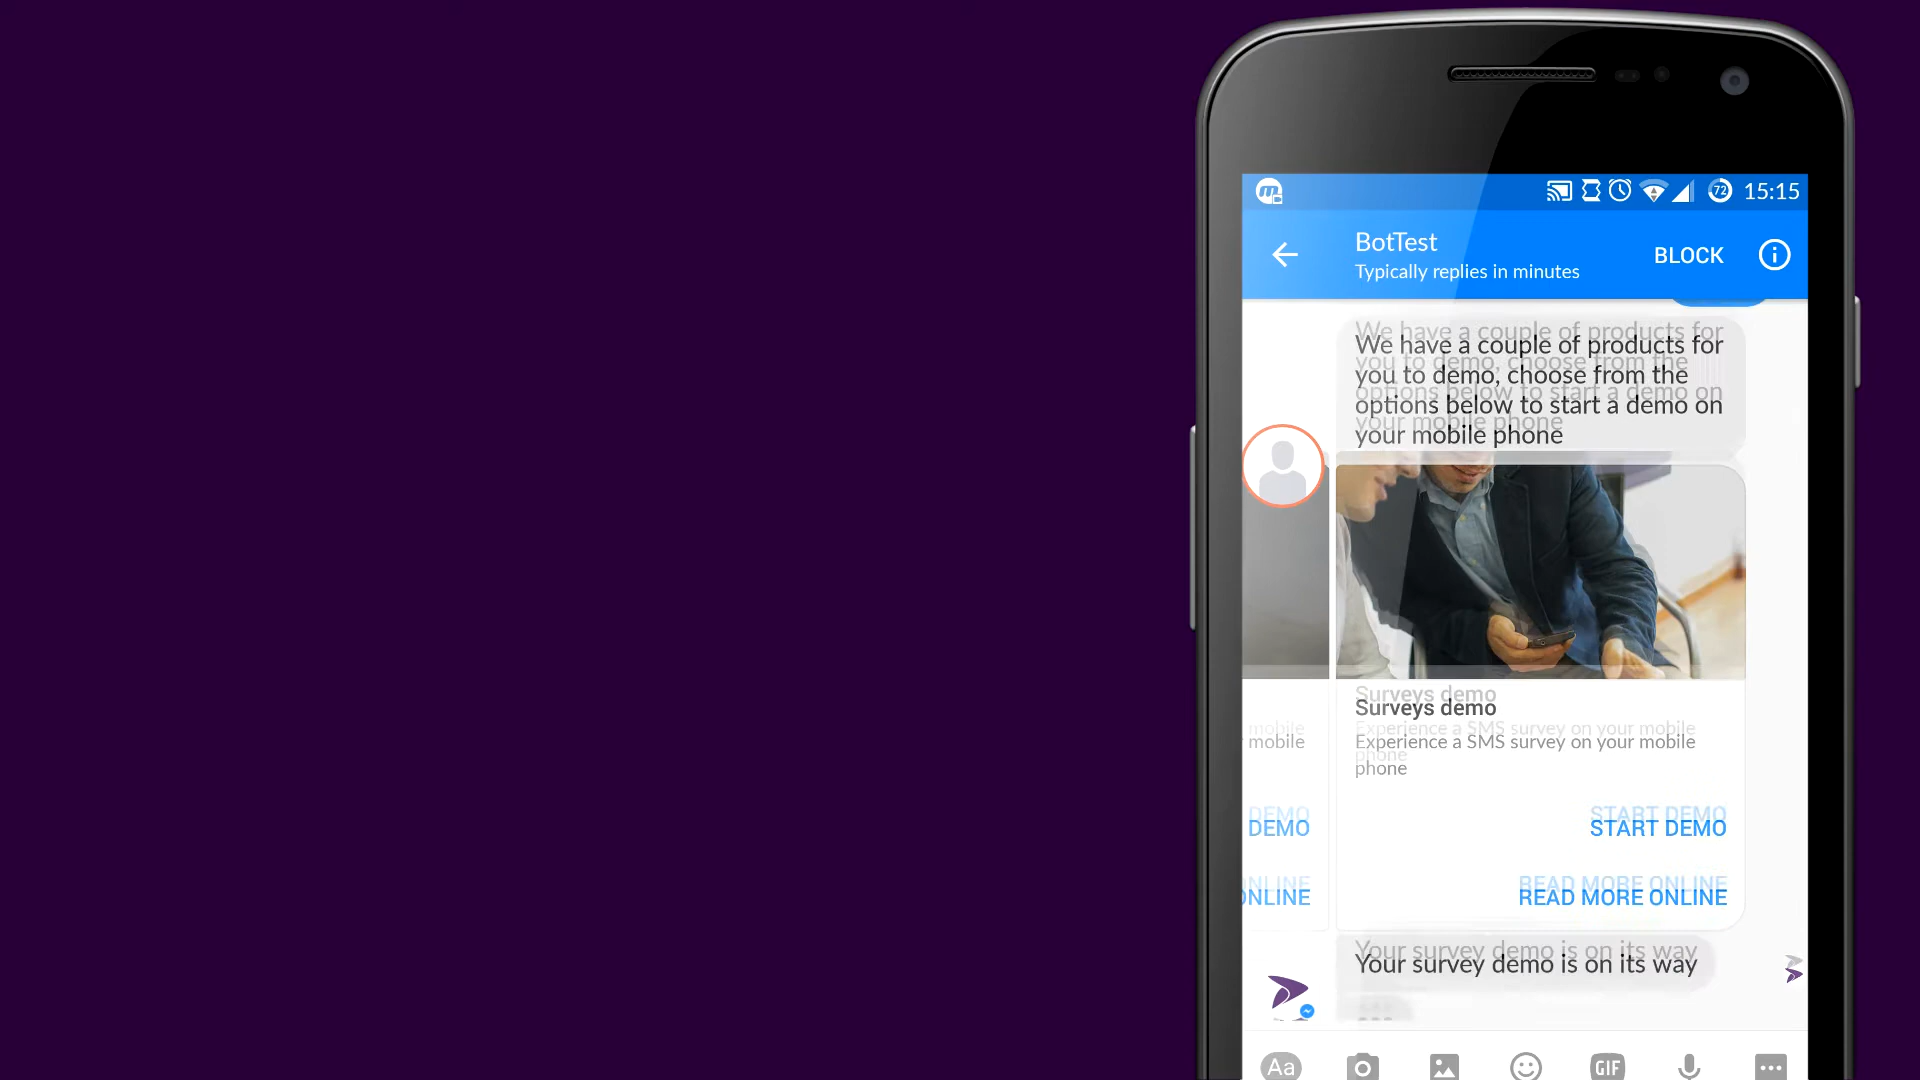 72 15:15
BotTest
Typically replies in minutes
BLOCK
We have a couple of products for
you to demo, choose from the
options below to start a demo on
your mobile phone
Surveys demo
Experience a SMS survey on your mobile
phone
mobile
START DEMO
DEMO
READ MORE ONLINE
ONLINE
Your survey demo is on its way
Aa
GIF